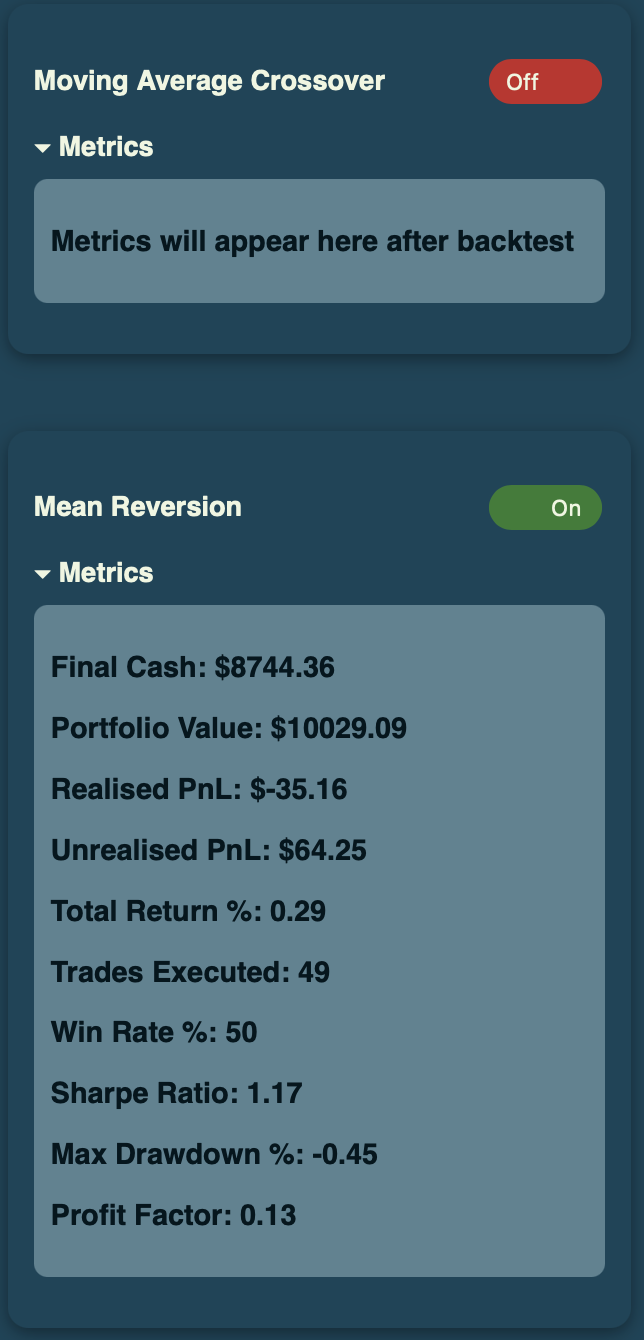 Moving Average Crossover
Off
Metrics
Metrics will appear here after backtest
Mean Reversion
On
Metrics
Final Cash: $8744.36
Portfolio Value: $10029.09
Realised PnL: $-35.16
Unrealised PnL: $64.25
Total Return %: 0.29
Trades Executed: 49
Win Rate %: 50
Sharpe Ratio: 1.17
Max Drawdown %: -0.45
Profit Factor: 0.13